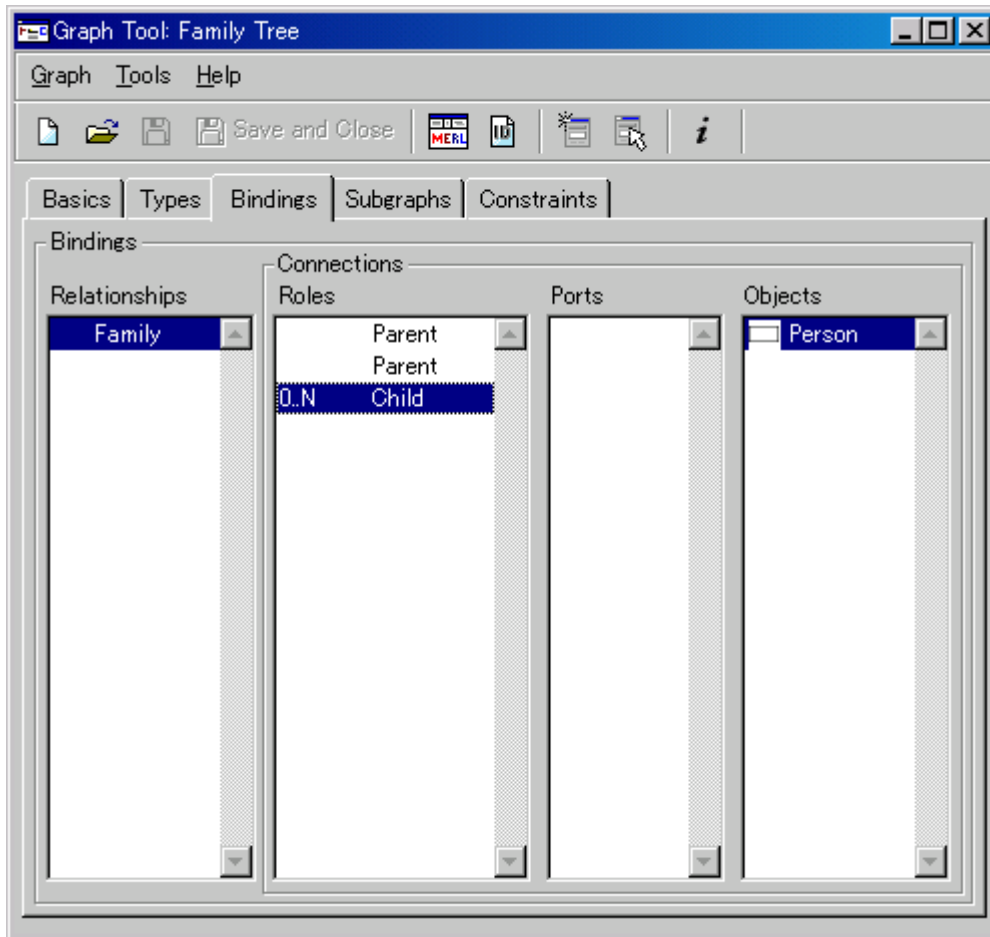 Graph Tool: Family Tree
Graph Tools Help
Save and Close MERL ID i
Basics Types Bindings Subgraphs Constraints
Bindings
Connections
Relationships Roles Ports Objects
Family Parent Person
Parent
0..N Child